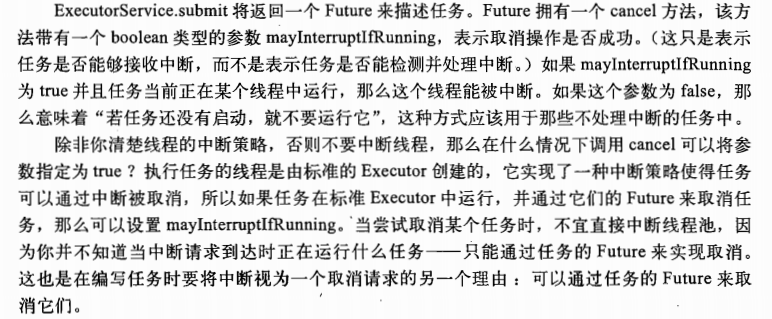 ExecutorService.submit 将返回一个 Future 来描述任务。Future 拥有一个 cancel 方法，该方
法带有一个 boolean 类型的参数 mayInterruptIfRunning，表示取消操作是否成功。（这只是表示
任务是否能够接收中断，而不是表示任务是否能检测并处理中断。）如果 mayInterruptIfRunning
为 true 并且任务当前正在某个线程中运行，那么这个线程能被中断。如果这个参数为 false，那
么意味着“若任务还没有启动，就不要运行它”，这种方式应该用于那些不处理中断的任务中。
除非你清楚线程的中断策略，否则不要中断线程，那么在什么情况下调用 cancel 可以将参
数指定为 true ？执行任务的线程是由标准的 Executor 创建的，它实现了一种中断策略使得任务
可以通过中断被取消，所以如果任务在标准 Executor 中运行，并通过它们的 Future 来取消任
务，那么可以设置 mayInterruptIfRunning。当尝试取消某个任务时，不宜直接中断线程池，因
为你并不知道当中断请求到达时正在运行什么任务——只能通过任务的 Future 来实现取消。
这也是在编写任务时要将中断视为一个取消请求的另一个理由：可以通过任务的 Future 来取
消它们。